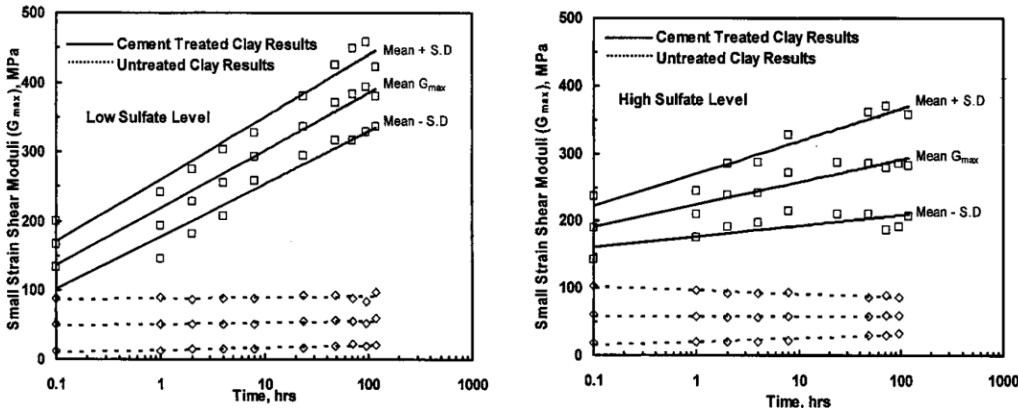 500
400
300
200
100
0
Small Strain Shear Moduli (G max), MPa
Cement Treated Clay Results
Untreated Clay Results
Low Sulfate Level
Mean + S.D
Mean Gmax
Mean - S.D
0.1 1 10 100 1000
Time, hrs
500
400
300
200
100
0
Small Strain Shear Moduli (G max), MPa
Cement Treated Clay Results
Untreated Clay Results
High Sulfate Level
Mean + S.D
Mean Gmax
Mean - S.D
0.1 1 10 100 1000
Time, hrs